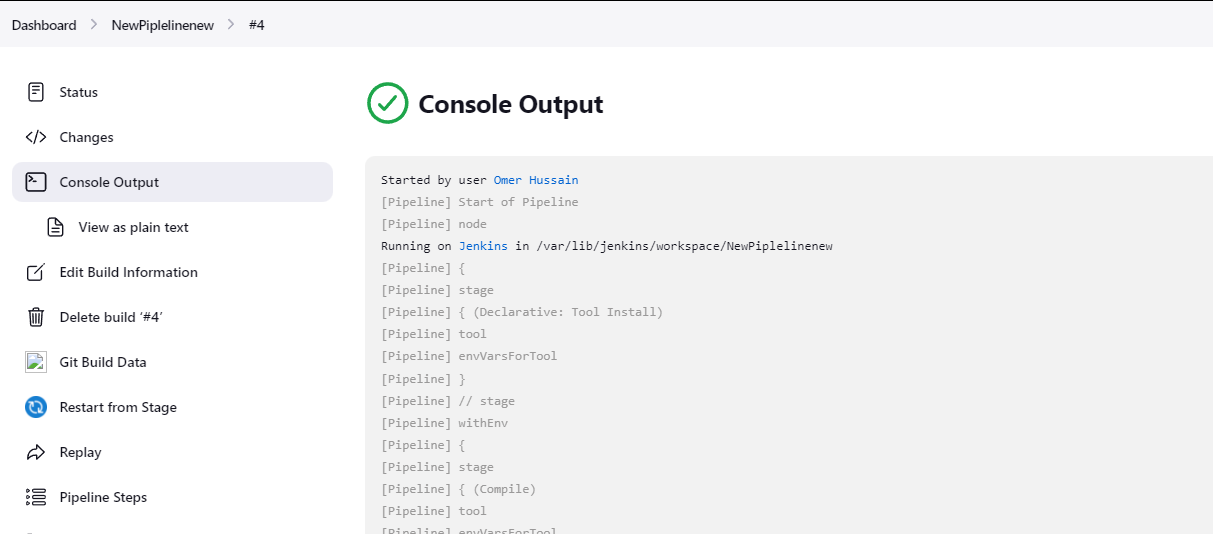 Dashboard > NewPiplelinenew > #4
Status
Changes
Console Output
View as plain text
Edit Build Information
Delete build ‘#4’
Git Build Data
Restart from Stage
Replay
Pipeline Steps
Console Output
Started by user Omer Hussain
[Pipeline] Start of Pipeline
[Pipeline] node
Running on Jenkins in /var/lib/jenkins/workspace/NewPiplelinenew
[Pipeline] {
[Pipeline] stage
[Pipeline] { (Declarative: Tool Install)
[Pipeline] tool
[Pipeline] envVarsForTool
[Pipeline] }
[Pipeline] // stage
[Pipeline] withEnv
[Pipeline] {
[Pipeline] stage
[Pipeline] { (Compile)
[Pipeline] tool
[Pipeline] envVarsForTool